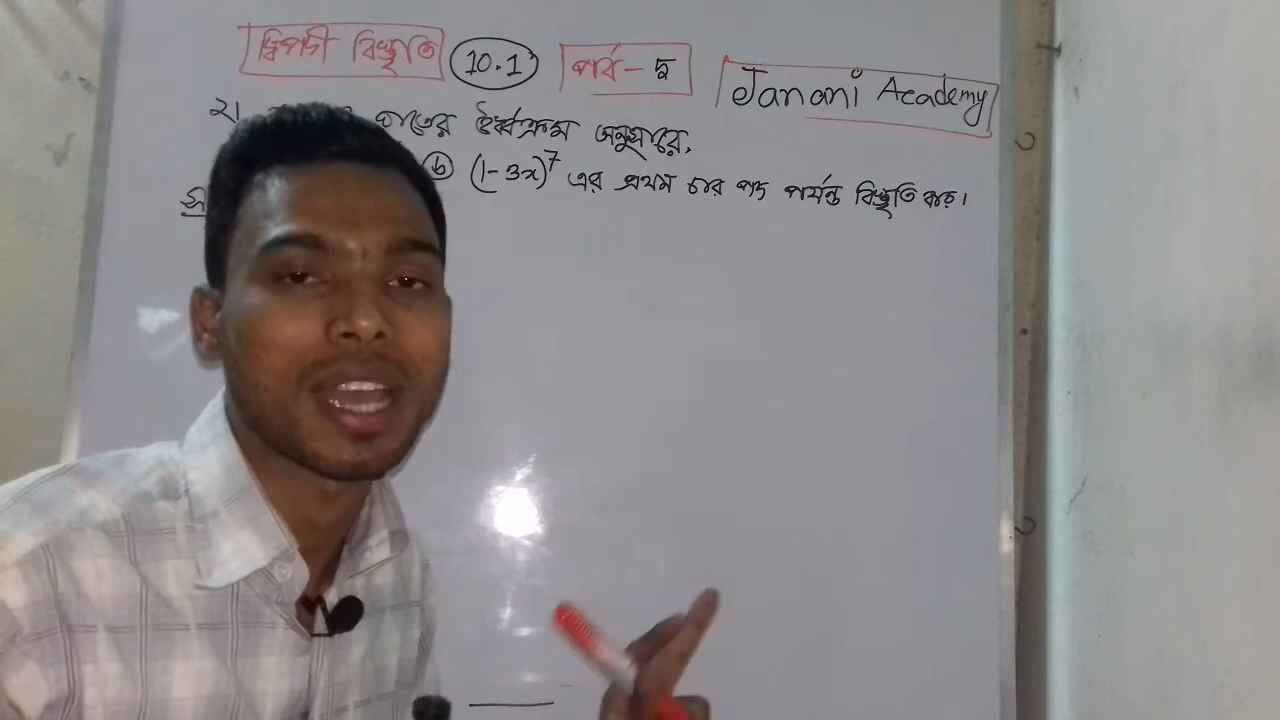 দ্বিপদী বিস্তৃতি 10.1 পর্ব- ১ Janani Academy
২। ঘাতের ঊর্ধ্বক্রম অনুসারে,
(1-3x)^7 এর প্রথম চার পদ পর্যন্ত বিস্তৃতি কর।